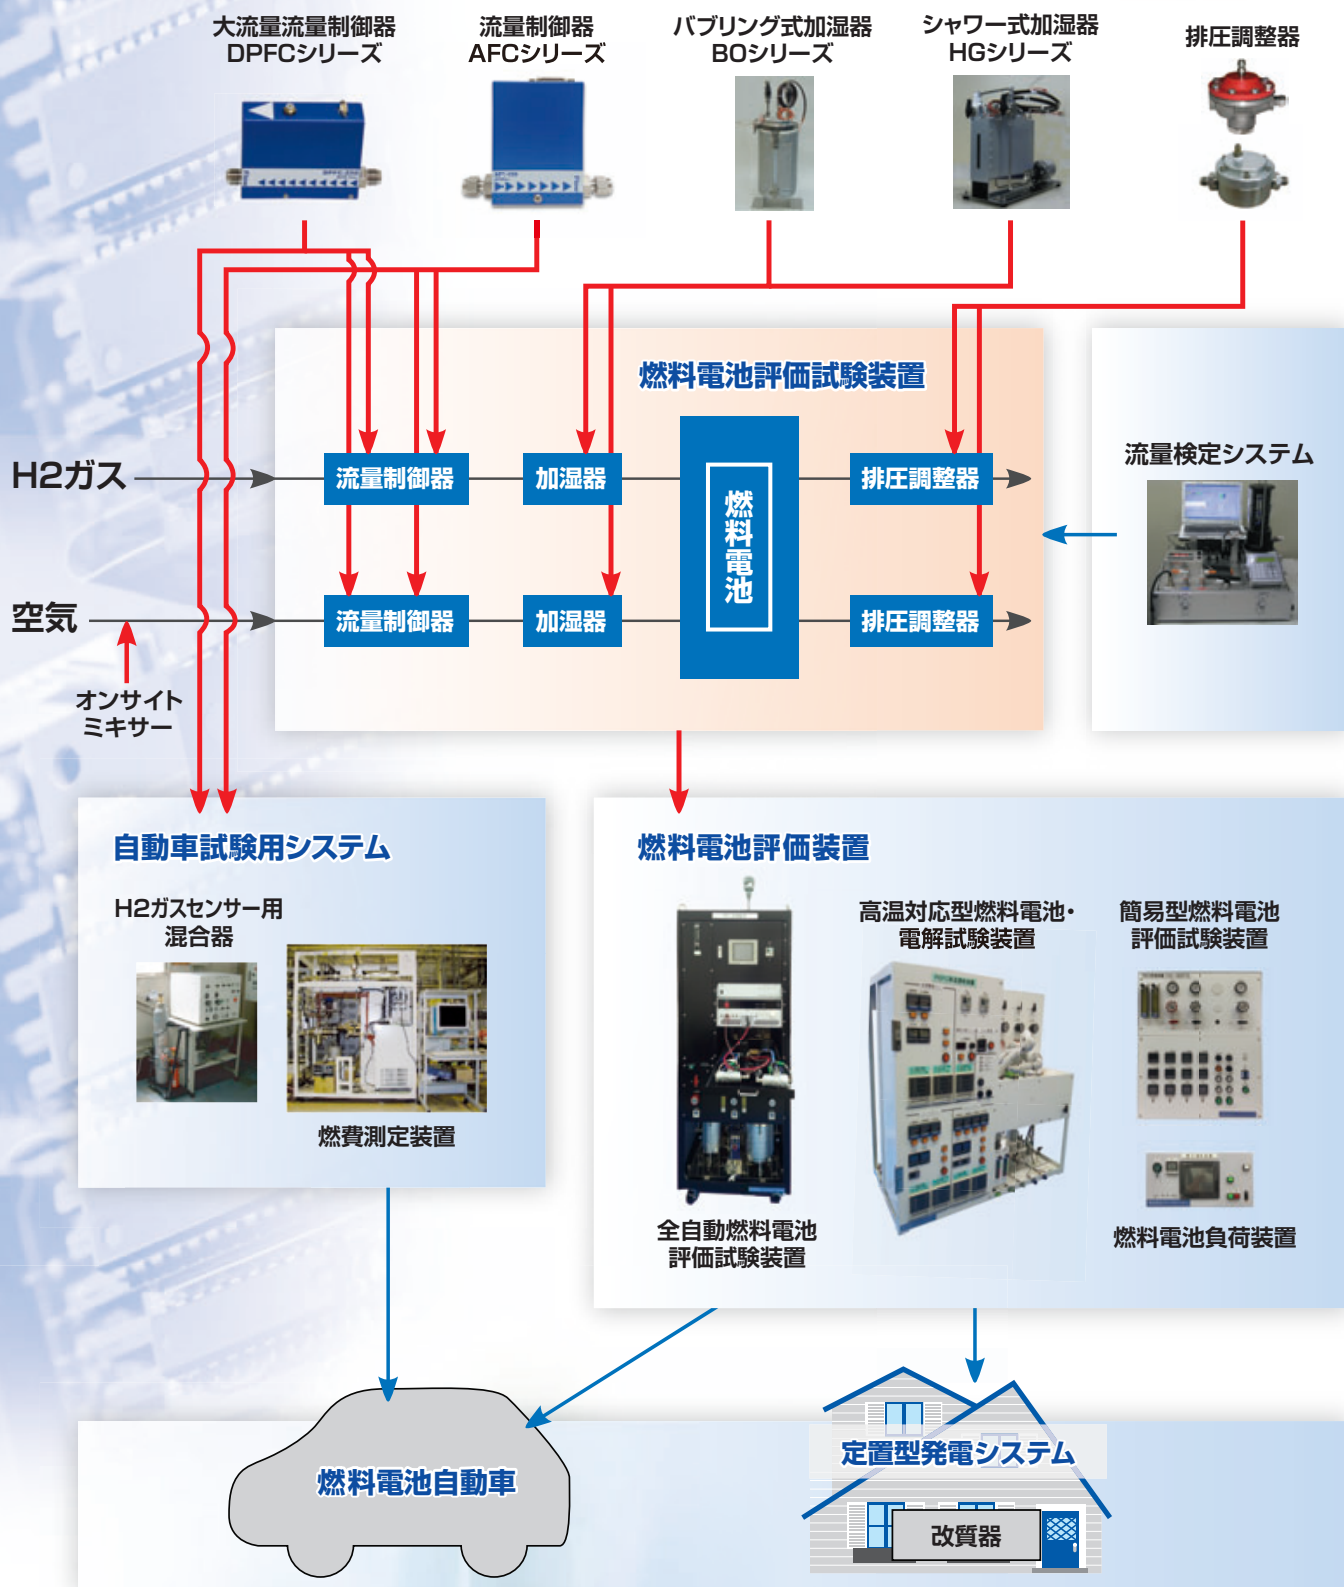 大流量流量制御器
DPFCシリーズ
流量制御器
AFCシリーズ
バブリング式加湿器
BOシリーズ
シャワー式加湿器
HGシリーズ
排圧調整器
燃料電池評価試験装置
流量検定システム
H2ガス
流量制御器
加湿器
燃料電池
排圧調整器
空気
流量制御器
加湿器
排圧調整器
オンサイト
ミキサー
自動車試験用システム
H2ガスセンサー用
混合器
燃費測定装置
燃料電池評価装置
全自動燃料電池
評価試験装置
高温対応型燃料電池・
電解試験装置
簡易型燃料電池
評価試験装置
燃料電池負荷装置
燃料電池自動車
定置型発電システム
改質器